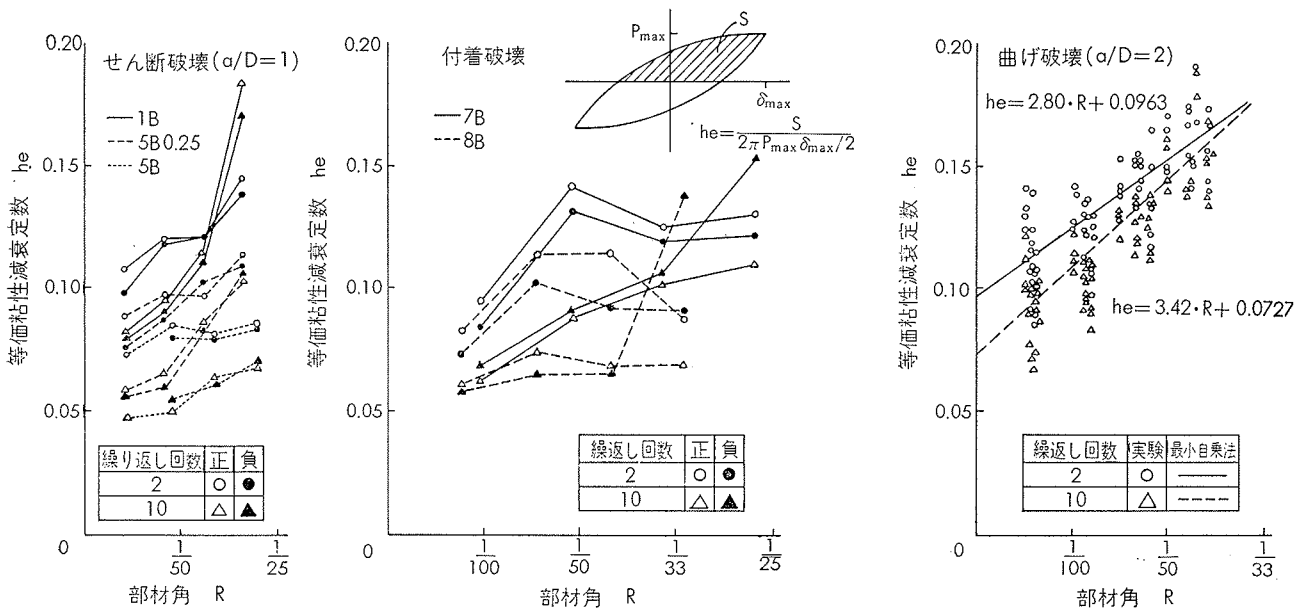 せん断破壊(a/D=1)
0.20
0.15
0.10
0.05
0
等価粘性減衰定数 he
1B
5B 0.25
5B
繰り返し回数 正 負
2 ○ ●
10 △ ▲
1/50
1/25
部材角 R
付着破壊
0.20
0.15
0.10
0.05
0
等価粘性減衰定数 he
7B
8B
Pmax
S
δmax
he=S/2πPmaxδmax/2
繰返し回数 正 負
2 ○ ●
10 △ ▲
1/100
1/50
1/33
1/25
部材角 R
曲げ破壊(a/D=2)
0.20
0.15
0.10
0.05
0
等価粘性減衰定数 he
he=2.80・R+0.0963
he=3.42・R+0.0727
繰返し回数 実験 最小自乗法
2 ○
10 △
1/100
1/50
1/33
部材角 R